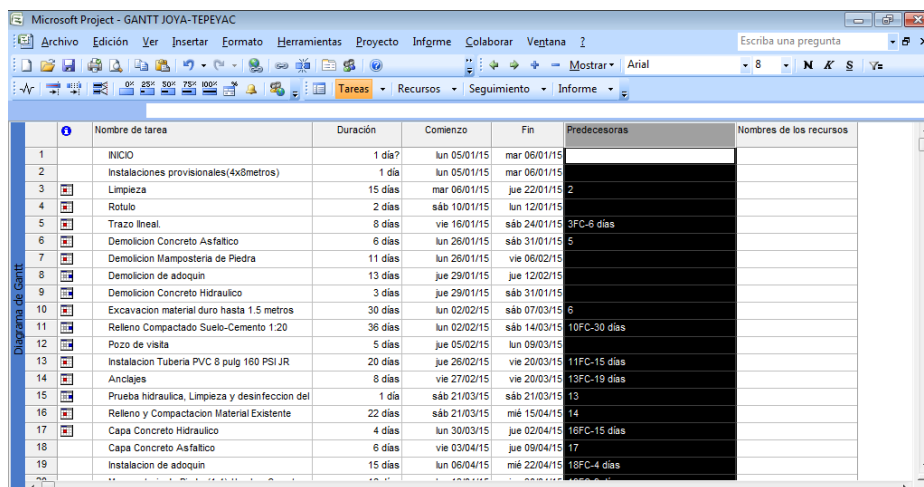 Microsoft Project - GANTT JOYA-TEPEYAC
Archivo Edición Ver Insertar Formato Herramientas Proyecto Informe Colaborar Ventana ?
Escriba una pregunta
Mostrar Arial 8 N K S
0% 25% 50% 75% 100% Tareas Recursos Seguimiento Informe
Nombre de tarea Duración Comienzo Fin Predecesoras Nombres de los recursos
1 INICIO 1 día? lun 05/01/15 mar 06/01/15
2 Instalaciones provisionales(4x8metros) 1 día lun 05/01/15 mar 06/01/15
3 Limpieza 15 días mar 06/01/15 jue 22/01/15 2
4 Rotulo 2 días sáb 10/01/15 lun 12/01/15
5 Trazo lineal. 8 días vie 16/01/15 sáb 24/01/15 3FC-6 días
6 Demolicion Concreto Asfaltico 6 días lun 26/01/15 sáb 31/01/15 5
7 Demolicion Mamposteria de Piedra 11 días lun 26/01/15 vie 06/02/15
8 Demolicion de adoquin 13 días jue 29/01/15 jue 12/02/15
9 Demolicion Concreto Hidraulico 3 días jue 29/01/15 sáb 31/01/15
10 Excavacion material duro hasta 1.5 metros 30 días lun 02/02/15 sáb 07/03/15 6
11 Relleno Compactado Suelo-Cemento 1:20 36 días lun 02/02/15 sáb 14/03/15 10FC-30 días
12 Pozo de visita 5 días jue 05/02/15 lun 09/03/15
13 Instalacion Tuberia PVC 8 pulg 160 PSI JR 20 días jue 26/02/15 vie 20/03/15 11FC-15 días
14 Anclajes 8 días vie 27/02/15 vie 20/03/15 13FC-19 días
15 Prueba hidraulica, Limpieza y desinfeccion del 1 día sáb 21/03/15 sáb 21/03/15 13
16 Relleno y Compactacion Material Existente 22 días sáb 21/03/15 mié 15/04/15 14
17 Capa Concreto Hidraulico 4 días lun 30/03/15 jue 02/04/15 16FC-15 días
18 Capa Concreto Asfaltico 6 días vie 03/04/15 jue 09/04/15 17
19 Instalacion de adoquin 15 días lun 06/04/15 mié 22/04/15 18FC-4 días
Diagrama de Gantt